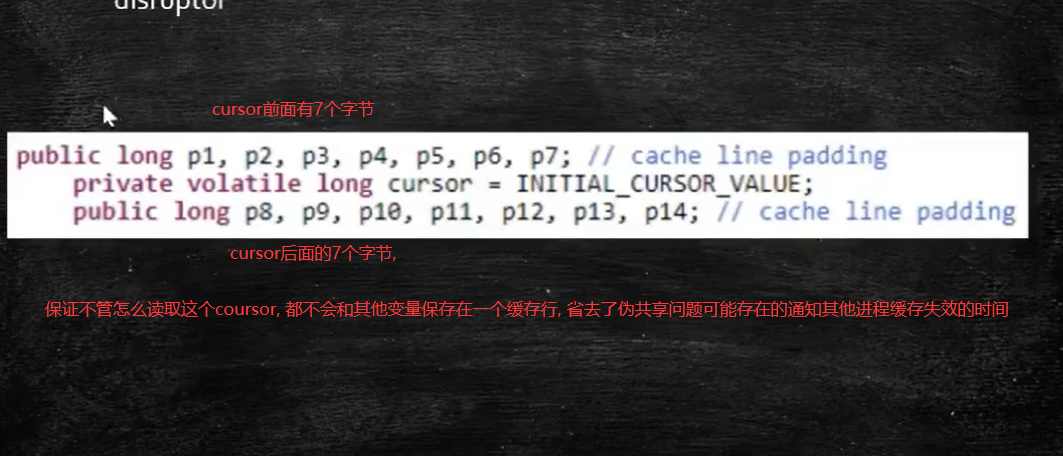 disruptor
cursor前面有7个字节
public long p1, p2, p3, p4, p5, p6, p7; // cache line padding
private volatile long cursor = INITIAL_CURSOR_VALUE;
public long p8, p9, p10, p11, p12, p13, p14; // cache line padding
cursor后面的7个字节,
保证不管怎么读取这个coursor, 都不会和其他变量保存在一个缓存行, 省去了伪共享问题可能存在的通知其他进程缓存失效的时间